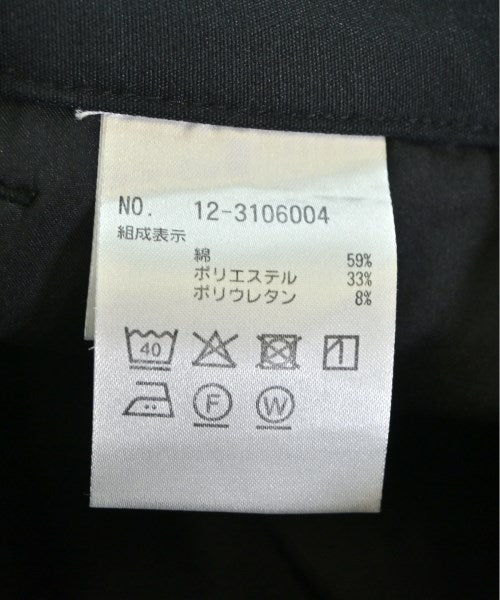 NO. 12-3106004
組成表示
綿 59%
ポリエステル 33%
ポリウレタン 8%
40
F W